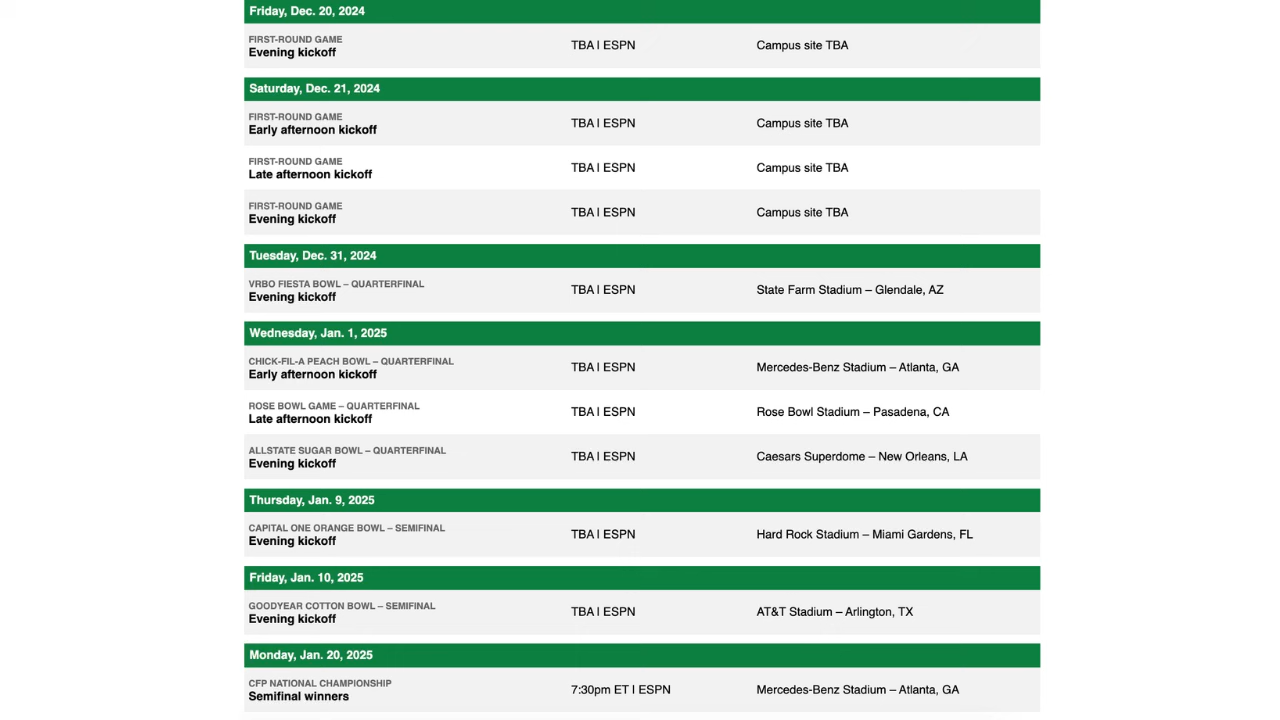 Friday, Dec. 20, 2024
FIRST-ROUND GAME
Evening kickoff
TBA | ESPN
Campus site TBA
Saturday, Dec. 21, 2024
FIRST-ROUND GAME
Early afternoon kickoff
TBA | ESPN
Campus site TBA
FIRST-ROUND GAME
Late afternoon kickoff
TBA | ESPN
Campus site TBA
FIRST-ROUND GAME
Evening kickoff
TBA | ESPN
Campus site TBA
Tuesday, Dec. 31, 2024
VRBO FIESTA BOWL – QUARTERFINAL
Evening kickoff
TBA | ESPN
State Farm Stadium – Glendale, AZ
Wednesday, Jan. 1, 2025
CHICK-FIL-A PEACH BOWL – QUARTERFINAL
Early afternoon kickoff
TBA | ESPN
Mercedes-Benz Stadium – Atlanta, GA
ROSE BOWL GAME – QUARTERFINAL
Late afternoon kickoff
TBA | ESPN
Rose Bowl Stadium – Pasadena, CA
ALLSTATE SUGAR BOWL – QUARTERFINAL
Evening kickoff
TBA | ESPN
Caesars Superdome – New Orleans, LA
Thursday, Jan. 9, 2025
CAPITAL ONE ORANGE BOWL – SEMIFINAL
Evening kickoff
TBA | ESPN
Hard Rock Stadium – Miami Gardens, FL
Friday, Jan. 10, 2025
GOODYEAR COTTON BOWL – SEMIFINAL
Evening kickoff
TBA | ESPN
AT&T Stadium – Arlington, TX
Monday, Jan. 20, 2025
CFP NATIONAL CHAMPIONSHIP
Semifinal winners
7:30pm ET | ESPN
Mercedes-Benz Stadium – Atlanta, GA